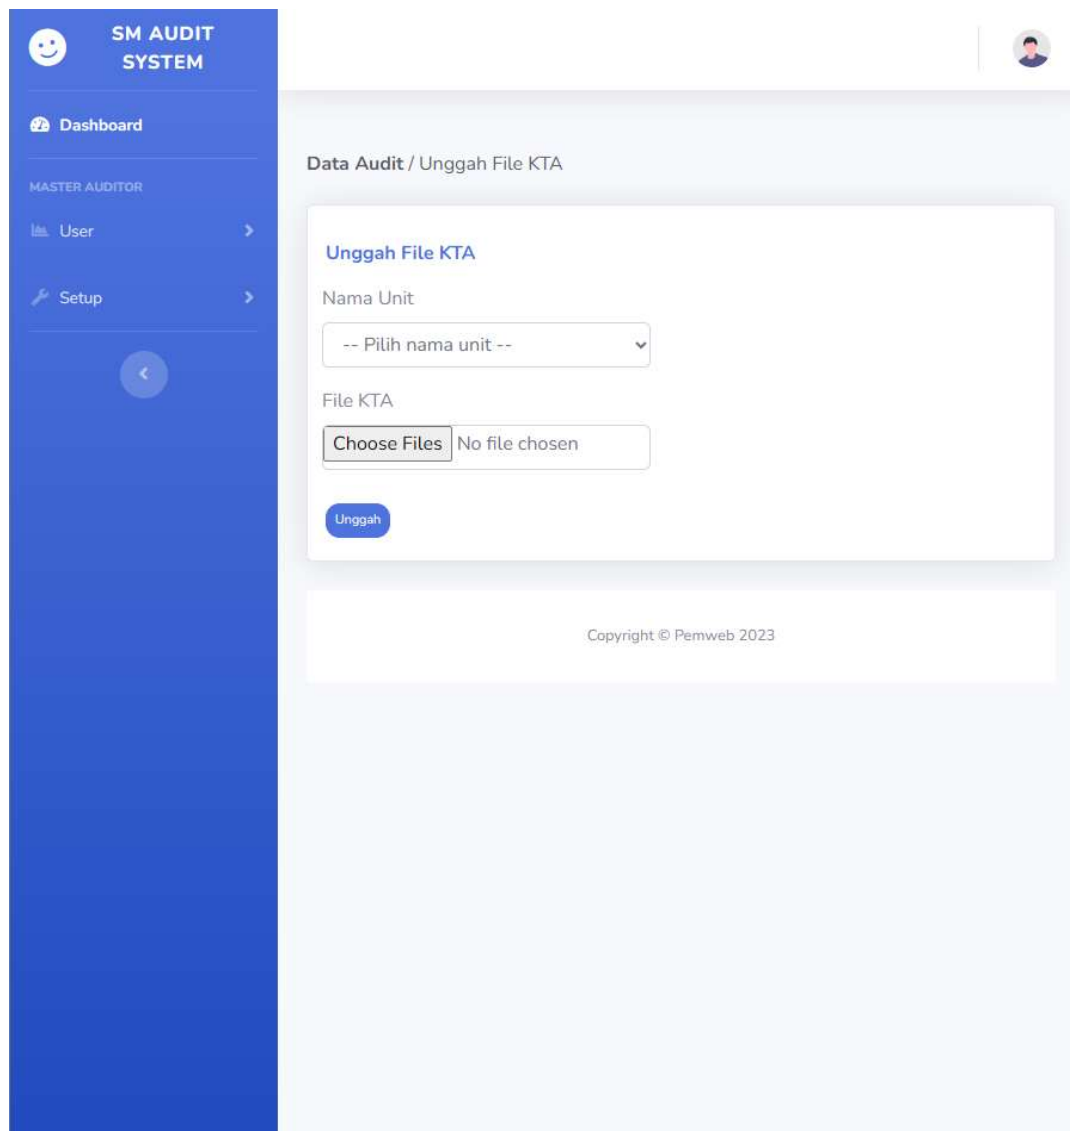 SM AUDIT
SYSTEM
Dashboard
MASTER AUDITOR
User
Setup
Data Audit / Unggah File KTA
Unggah File KTA
Nama Unit
-- Pilih nama unit --
File KTA
Choose Files No file chosen
Unggah
Copyright © Pemweb 2023